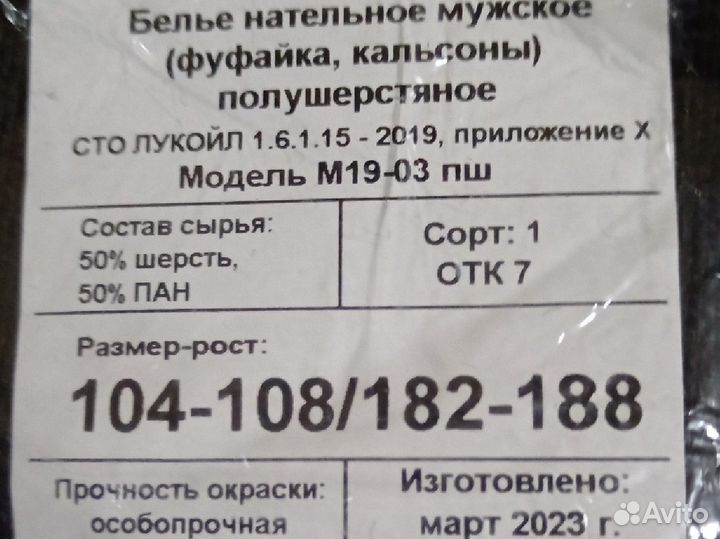 Белье нательное мужское
(фуфайка, кальсоны)
полушерстяное
СТО ЛУКОЙЛ 1.6.1.15 - 2019, приложение Х
Модель М19-03 пш
Состав сырья:
50% шерсть,
50% ПАН
Сорт: 1
ОТК 7
Размер-рост:
104-108/182-188
Прочность окраски:
особопрочная
Изготовлено:
март 2023 г.
Avito